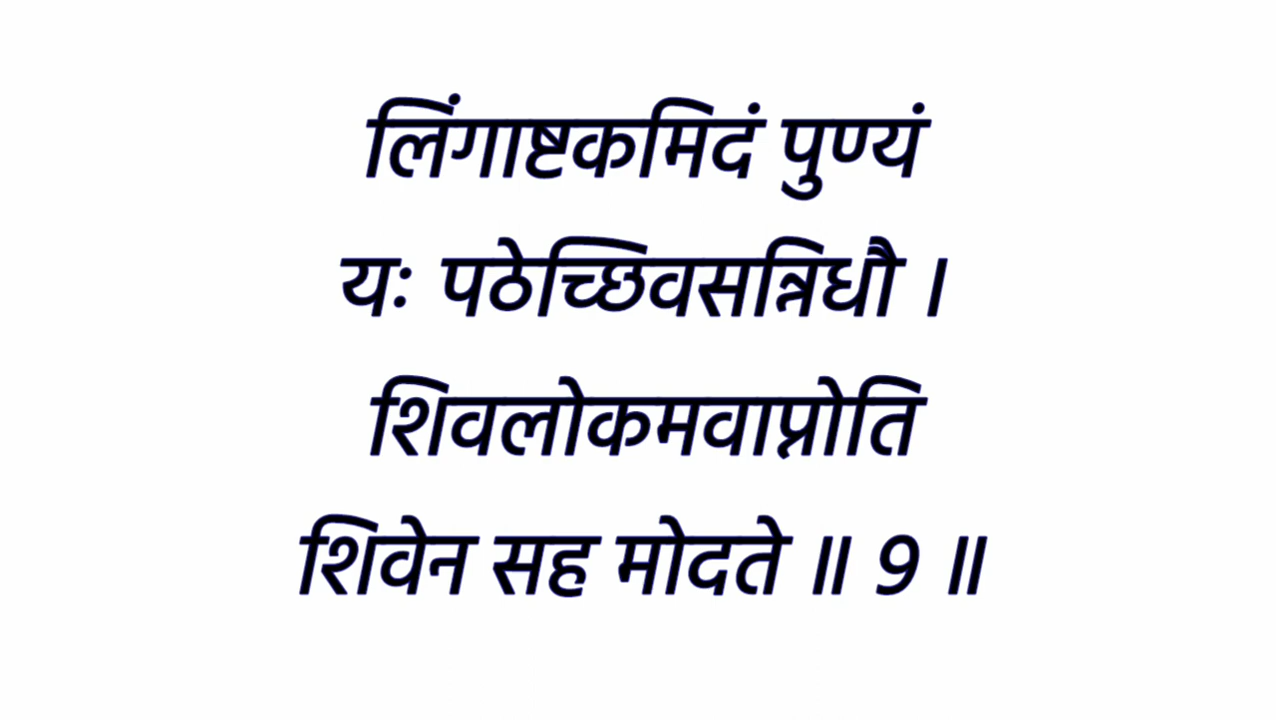 लिंगाष्टकमिदं पुण्यं
यः पठेच्छिवसन्निधौ ।
शिवलोकमवाप्नोति
शिवेन सह मोदते ॥ 9 ॥